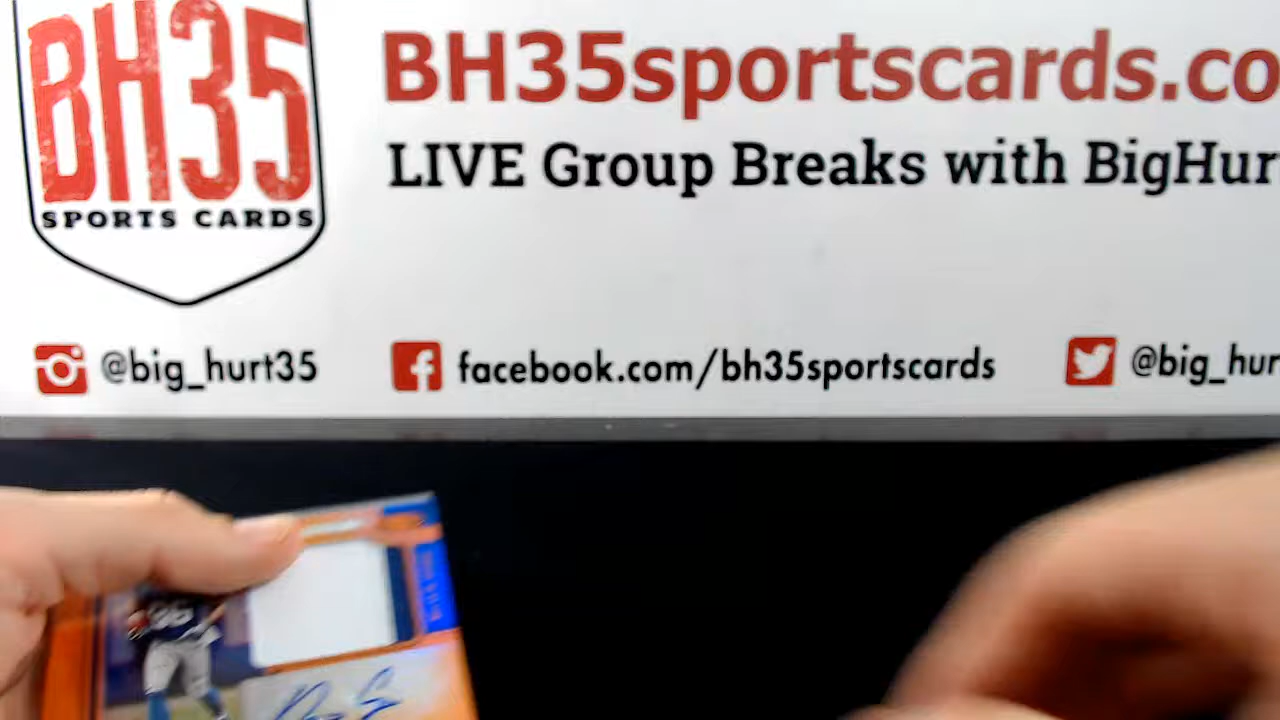 BH35
SPORTS CARDS
BH35sportscards.co
LIVE Group Breaks with BigHur
@big_hurt35
facebook.com/bh35sportscards
@big_hur